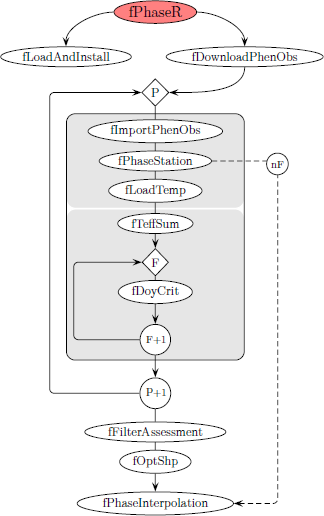 fPhaseR
fLoadAndInstall
fDownloadPhenObs
P
fImportPhenObs
fPhaseStation
nF
fLoadTemp
fTeffSum
F
fDoyCrit
F+1
P+1
fFilterAssessment
fOptShp
fPhaseInterpolation